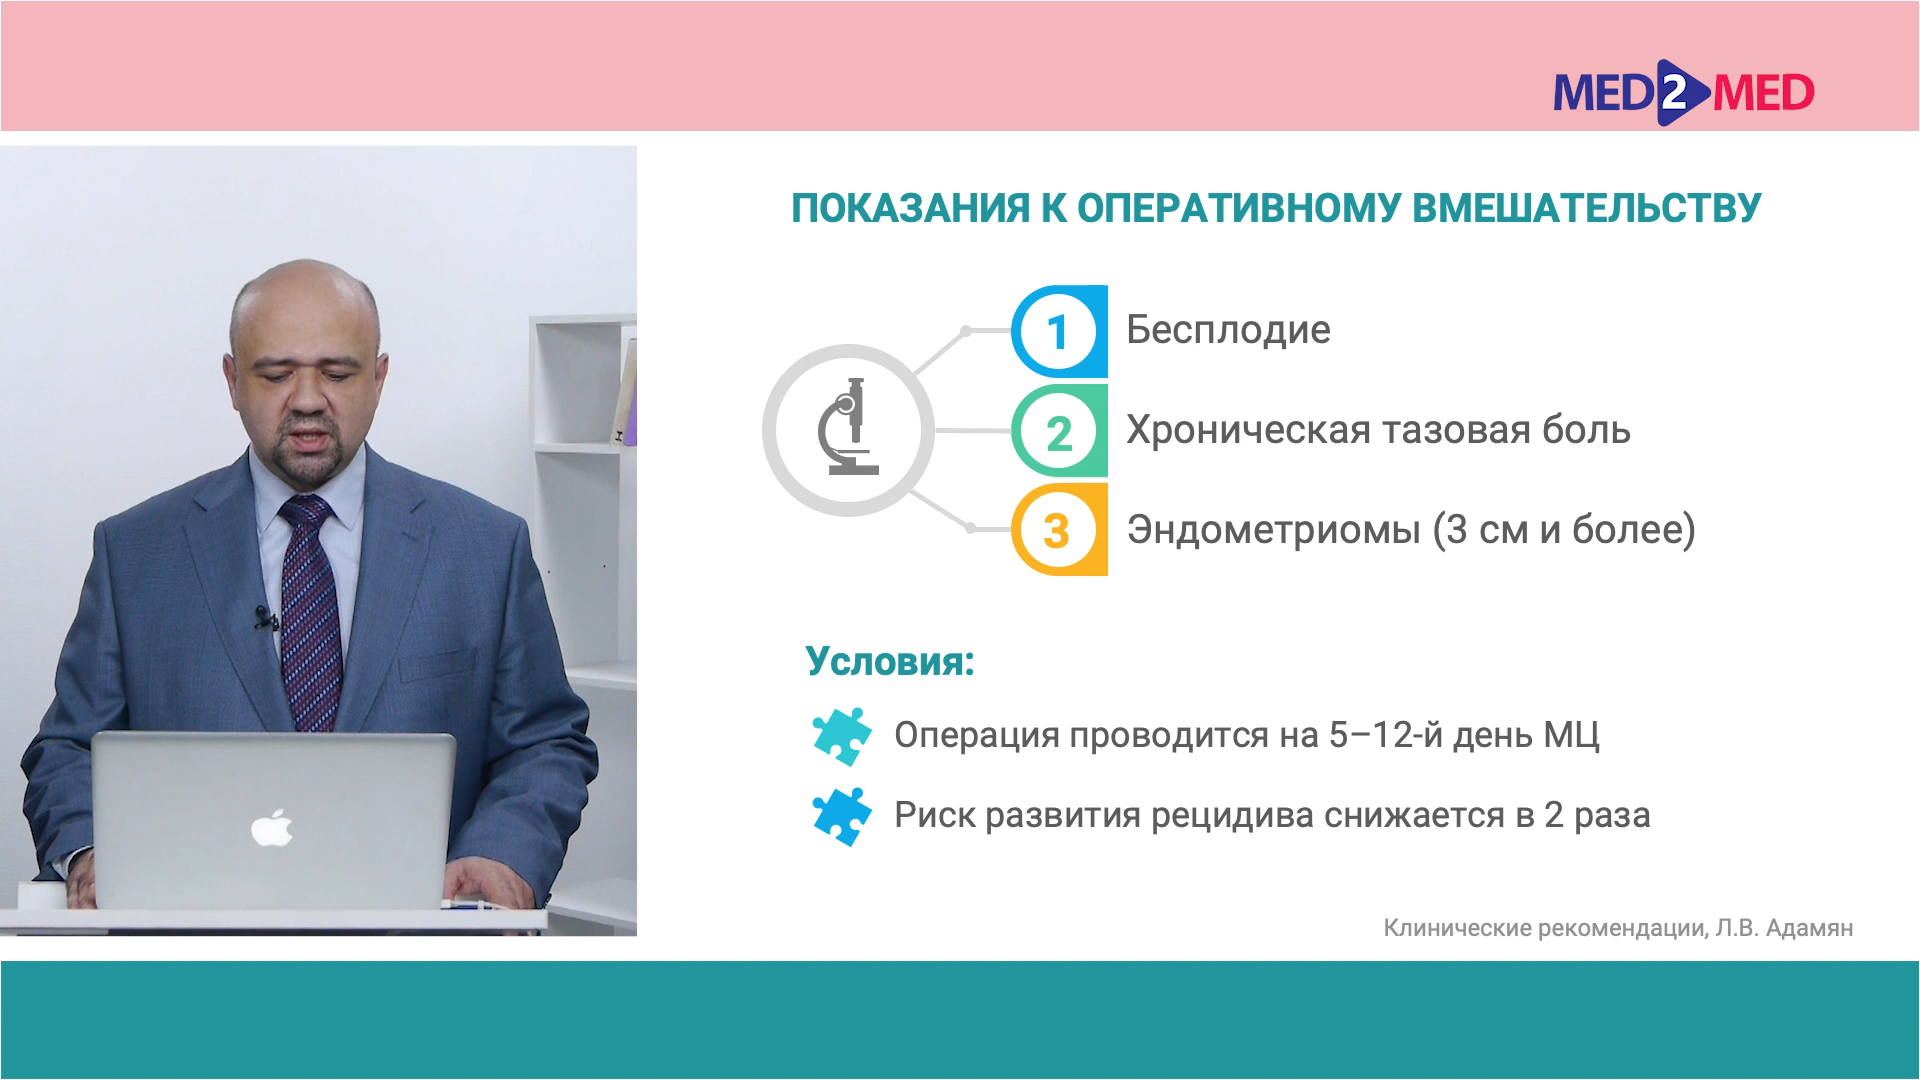 MED2MED
ПОКАЗАНИЯ К ОПЕРАТИВНОМУ ВМЕШАТЕЛЬСТВУ
1 Бесплодие
2 Хроническая тазовая боль
3 Эндометриомы (3 см и более)
Условия:
Операция проводится на 5–12-й день МЦ
Риск развития рецидива снижается в 2 раза
Клинические рекомендации, Л.В. Адамян